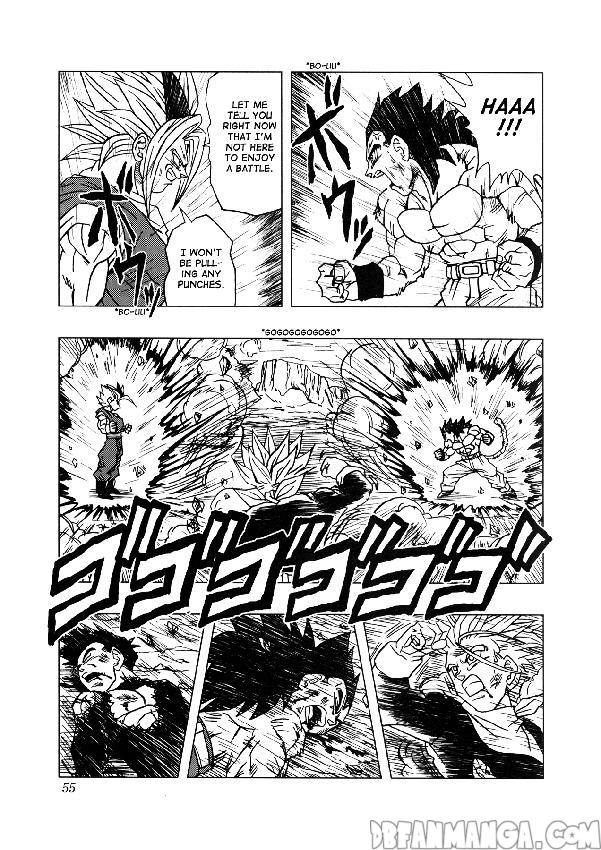 *BO-UU*
HAAA
!!!
ボウッ
LET ME
TELL YOU
RIGHT NOW
THAT I'M
NOT HERE
TO ENJOY
A BATTLE.
I WON'T
BE PULL-
ING ANY
PUNCHES.
ボウッ
*BO-UU*
*GOGOGOGOGOGO*
ゴゴゴゴゴゴ
55
DBFANMANGA.COM